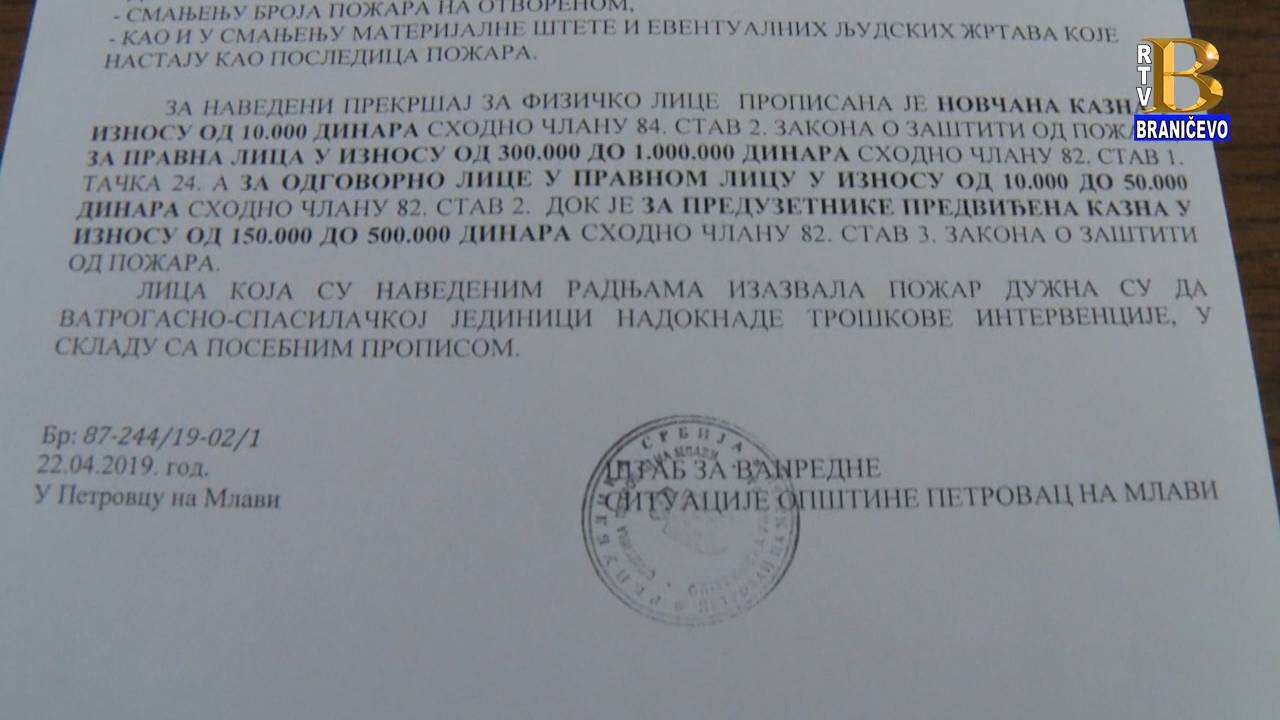 - СМАЊЕЊУ БРОЈА ПОЖАРА НА ОТВОРЕНОМ,
- КАО И У СМАЊЕЊУ МАТЕРИЈАЛНЕ ШТЕТЕ И ЕВЕНТУАЛНИХ ЉУДСКИХ ЖРТАВА КОЈЕ
НАСТАЈУ КАО ПОСЛЕДИЦА ПОЖАРА.
ЗА НАВЕДЕНИ ПРЕКРШАЈ ЗА ФИЗИЧКО ЛИЦЕ ПРОПИСАНА ЈЕ НОВЧАНА КАЗНА
ИЗНОСУ ОД 10.000 ДИНАРА СХОДНО ЧЛАНУ 84. СТАВ 2. ЗАКОНА О ЗАШТИТИ ОД
ЗА ПРАВНА ЛИЦА У ИЗНОСУ ОД 300.000 ДО 1.000.000 ДИНАРА СХОДНО ЧЛАНУ 82. СТАВ 1.
ТАЧКА 24. А ЗА ОДГОВОРНО ЛИЦЕ У ПРАВНОМ ЛИЦУ У ИЗНОСУ ОД 10.000 ДО 50.000
ДИНАРА СХОДНО ЧЛАНУ 82. СТАВ 2. ДОК ЈЕ ЗА ПРЕДУЗЕТНИКЕ ПРЕДВИЂЕНА КАЗНА У
ИЗНОСУ ОД 150.000 ДО 500.000 ДИНАРА СХОДНО ЧЛАНУ 82. СТАВ 3. ЗАКОНА О ЗАШТИТИ
ОД ПОЖАРА.
ЛИЦА КОЈА СУ НАВЕДЕНИМ РАДЊАМА ИЗАЗВАЛА ПОЖАР ДУЖНА СУ ДА
ВАТРОГАСНО-СПАСИЛАЧКОЈ ЈЕДИНИЦИ НАДОКНАДЕ ТРОШКОВЕ ИНТЕРВЕНЦИЈЕ, У
СКЛАДУ СА ПОСЕБНИМ ПРОПИСОМ.
Бр: 87-244/19-02/1
22.04.2019. год.
У Петровцу на Млави
ШТАБ ЗА ВАНРЕДНЕ
СИТУАЦИЈЕ ОПШТИНЕ ПЕТРОВАЦ НА МЛАВИ
РЕПУБЛИКА СРБИЈА
RTV B
BRANIČEVO